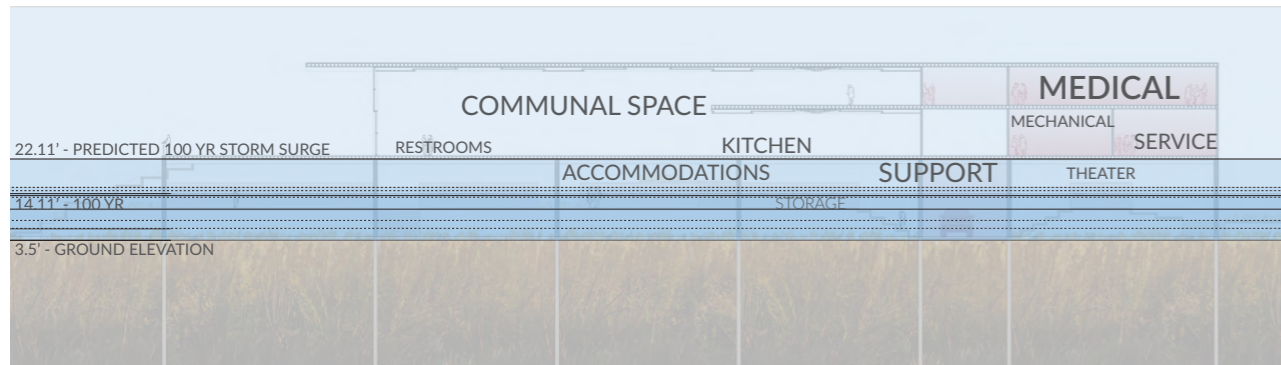 MEDICAL
COMMUNAL SPACE
MECHANICAL
22.11' - PREDICTED 100 YR STORM SURGE
RESTROOMS
KITCHEN
SERVICE
ACCOMMODATIONS
SUPPORT
THEATER
14.11' - 100 YR
STORAGE
3.5' - GROUND ELEVATION